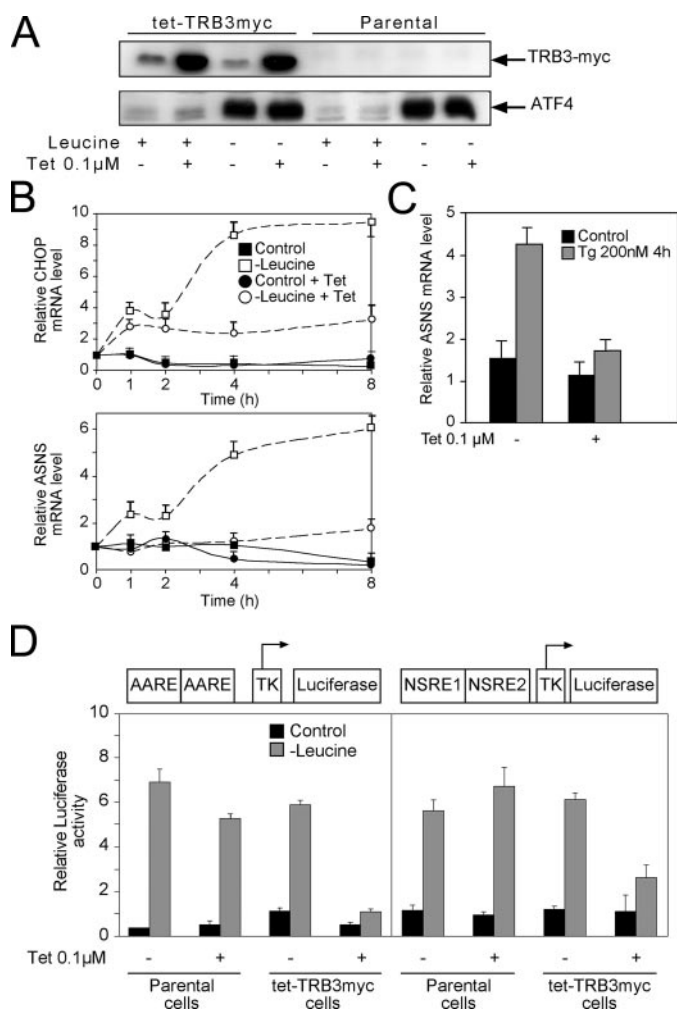 A
tet-TRB3myc Parental
TRB3-myc
ATF4
Leucine + + - - + + - -
Tet 0.1µM - + - + - + - +
B
Relative CHOP mRNA level
10
8
6
4
2
0
Control
-Leucine
Control + Tet
-Leucine + Tet
0 1 2 4 8
Time (h)
Relative ASNS mRNA level
6
4
2
0
0 1 2 4 8
Time (h)
C
Relative ASNS mRNA level
5
4
3
2
1
0
Control
Tg 200nM 4h
Tet 0.1 µM - +
D
AARE AARE TK Luciferase NSRE1 NSRE2 TK Luciferase
Relative Luciferase activity
10
8
6
4
2
0
Control
-Leucine
Tet 0.1µM - + - + - + - +
Parental cells tet-TRB3myc cells Parental cells tet-TRB3myc cells